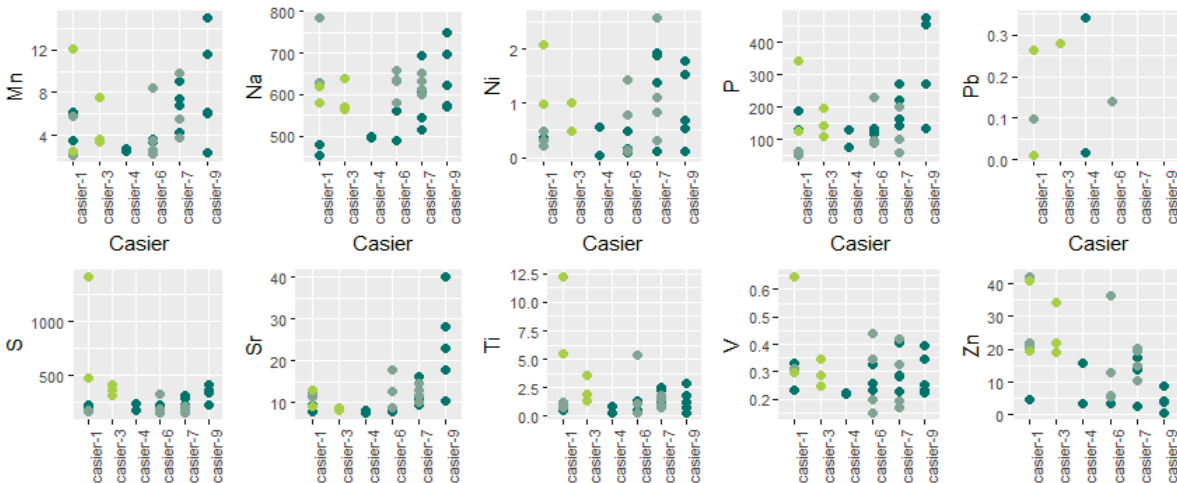 Mn
12
8
4
casier-1
casier-3
casier-4
casier-6
casier-7
casier-9
Casier
Na
800
700
600
500
casier-1
casier-3
casier-4
casier-6
casier-7
casier-9
Casier
Ni
2
1
0
casier-1
casier-3
casier-4
casier-6
casier-7
casier-9
Casier
P
400
300
200
100
casier-1
casier-3
casier-4
casier-6
casier-7
casier-9
Casier
Pb
0.3
0.2
0.1
0.0
casier-1
casier-3
casier-4
casier-6
casier-7
casier-9
Casier
S
1000
500
casier-1
casier-3
casier-4
casier-6
casier-7
casier-9
Sr
40
30
20
10
casier-1
casier-3
casier-4
casier-6
casier-7
casier-9
Ti
12.5
10.0
7.5
5.0
2.5
0.0
casier-1
casier-3
casier-4
casier-6
casier-7
casier-9
V
0.6
0.5
0.4
0.3
0.2
casier-1
casier-3
casier-4
casier-6
casier-7
casier-9
Zn
40
30
20
10
0
casier-1
casier-3
casier-4
casier-6
casier-7
casier-9